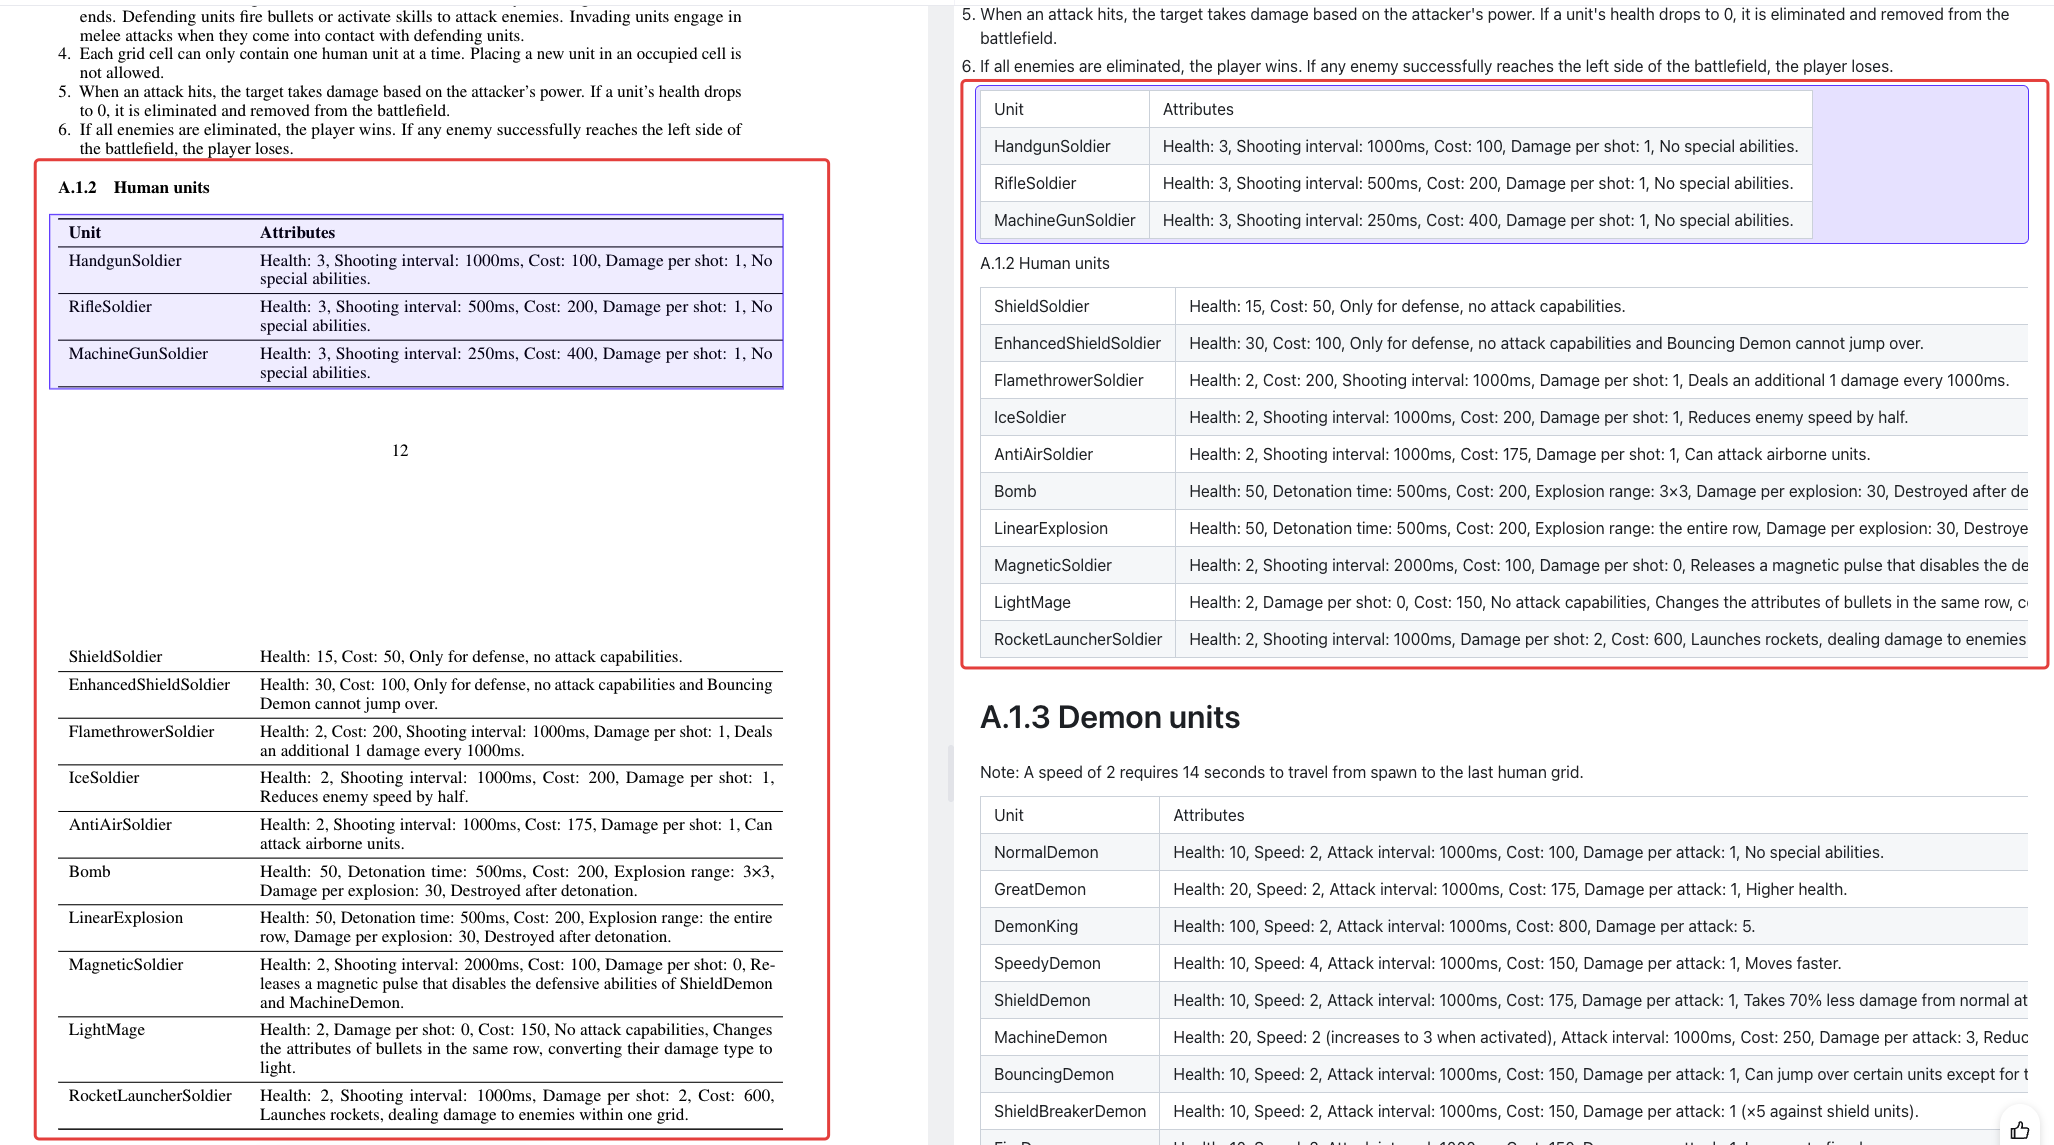 ends. Defending units fire bullets or activate skills to attack enemies. Invading units engage in
melee attacks when they come into contact with defending units.
4. Each grid cell can only contain one human unit at a time. Placing a new unit in an occupied cell is
not allowed.
5. When an attack hits, the target takes damage based on the attacker's power. If a unit's health drops
to 0, it is eliminated and removed from the battlefield.
6. If all enemies are eliminated, the player wins. If any enemy successfully reaches the left side of
the battlefield, the player loses.
A.1.2 Human units
Unit Attributes
HandgunSoldier Health: 3, Shooting interval: 1000ms, Cost: 100, Damage per shot: 1, No
special abilities.
RifleSoldier Health: 3, Shooting interval: 500ms, Cost: 200, Damage per shot: 1, No
special abilities.
MachineGunSoldier Health: 3, Shooting interval: 250ms, Cost: 400, Damage per shot: 1, No
special abilities.
12
ShieldSoldier Health: 15, Cost: 50, Only for defense, no attack capabilities.
EnhancedShieldSoldier Health: 30, Cost: 100, Only for defense, no attack capabilities and Bouncing
Demon cannot jump over.
FlamethrowerSoldier Health: 2, Cost: 200, Shooting interval: 1000ms, Damage per shot: 1, Deals
an additional 1 damage every 1000ms.
IceSoldier Health: 2, Shooting interval: 1000ms, Cost: 200, Damage per shot: 1,
Reduces enemy speed by half.
AntiAirSoldier Health: 2, Shooting interval: 1000ms, Cost: 175, Damage per shot: 1, Can
attack airborne units.
Bomb Health: 50, Detonation time: 500ms, Cost: 200, Explosion range: 3×3,
Damage per explosion: 30, Destroyed after detonation.
LinearExplosion Health: 50, Detonation time: 500ms, Cost: 200, Explosion range: the entire
row, Damage per explosion: 30, Destroyed after detonation.
MagneticSoldier Health: 2, Shooting interval: 2000ms, Cost: 100, Damage per shot: 0, Re-
leases a magnetic pulse that disables the defensive abilities of ShieldDemon
and MachineDemon.
LightMage Health: 2, Damage per shot: 0, Cost: 150, No attack capabilities, Changes
the attributes of bullets in the same row, converting their damage type to
light.
RocketLauncherSoldier Health: 2, Shooting interval: 1000ms, Damage per shot: 2, Cost: 600,
Launches rockets, dealing damage to enemies within one grid.
5. When an attack hits, the target takes damage based on the attacker's power. If a unit's health drops to 0, it is eliminated and removed from the
battlefield.
6. If all enemies are eliminated, the player wins. If any enemy successfully reaches the left side of the battlefield, the player loses.
Unit Attributes
HandgunSoldier Health: 3, Shooting interval: 1000ms, Cost: 100, Damage per shot: 1, No special abilities.
RifleSoldier Health: 3, Shooting interval: 500ms, Cost: 200, Damage per shot: 1, No special abilities.
MachineGunSoldier Health: 3, Shooting interval: 250ms, Cost: 400, Damage per shot: 1, No special abilities.
A.1.2 Human units
ShieldSoldier Health: 15, Cost: 50, Only for defense, no attack capabilities.
EnhancedShieldSoldier Health: 30, Cost: 100, Only for defense, no attack capabilities and Bouncing Demon cannot jump over.
FlamethrowerSoldier Health: 2, Cost: 200, Shooting interval: 1000ms, Damage per shot: 1, Deals an additional 1 damage every 1000ms.
IceSoldier Health: 2, Shooting interval: 1000ms, Cost: 200, Damage per shot: 1, Reduces enemy speed by half.
AntiAirSoldier Health: 2, Shooting interval: 1000ms, Cost: 175, Damage per shot: 1, Can attack airborne units.
Bomb Health: 50, Detonation time: 500ms, Cost: 200, Explosion range: 3×3, Damage per explosion: 30, Destroyed after de
LinearExplosion Health: 50, Detonation time: 500ms, Cost: 200, Explosion range: the entire row, Damage per explosion: 30, Destroye
MagneticSoldier Health: 2, Shooting interval: 2000ms, Cost: 100, Damage per shot: 0, Releases a magnetic pulse that disables the de
LightMage Health: 2, Damage per shot: 0, Cost: 150, No attack capabilities, Changes the attributes of bullets in the same row, c
RocketLauncherSoldier Health: 2, Shooting interval: 1000ms, Damage per shot: 2, Cost: 600, Launches rockets, dealing damage to enemies
A.1.3 Demon units
Note: A speed of 2 requires 14 seconds to travel from spawn to the last human grid.
Unit Attributes
NormalDemon Health: 10, Speed: 2, Attack interval: 1000ms, Cost: 100, Damage per attack: 1, No special abilities.
GreatDemon Health: 20, Speed: 2, Attack interval: 1000ms, Cost: 175, Damage per attack: 1, Higher health.
DemonKing Health: 100, Speed: 2, Attack interval: 1000ms, Cost: 800, Damage per attack: 5.
SpeedyDemon Health: 10, Speed: 4, Attack interval: 1000ms, Cost: 150, Damage per attack: 1, Moves faster.
ShieldDemon Health: 10, Speed: 2, Attack interval: 1000ms, Cost: 175, Damage per attack: 1, Takes 70% less damage from normal at
MachineDemon Health: 20, Speed: 2 (increases to 3 when activated), Attack interval: 1000ms, Cost: 250, Damage per attack: 3, Reduc
BouncingDemon Health: 10, Speed: 2, Attack interval: 1000ms, Cost: 150, Damage per attack: 1, Can jump over certain units except for t
ShieldBreakerDemon Health: 10, Speed: 2, Attack interval: 1000ms, Cost: 150, Damage per attack: 1 (×5 against shield units).